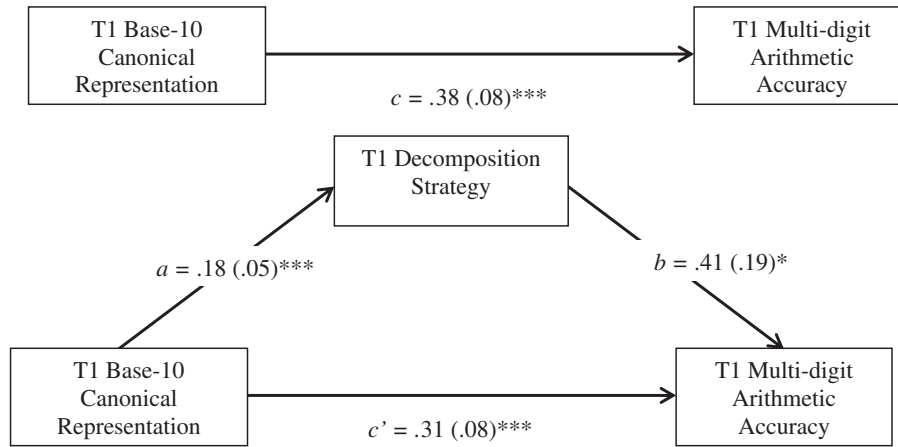 T1 Base-10
Canonical
Representation
T1 Multi-digit
Arithmetic
Accuracy
c = .38 (.08)***
T1 Decomposition
Strategy
a = .18 (.05)***
b = .41 (.19)*
T1 Base-10
Canonical
Representation
T1 Multi-digit
Arithmetic
Accuracy
c’ = .31 (.08)***